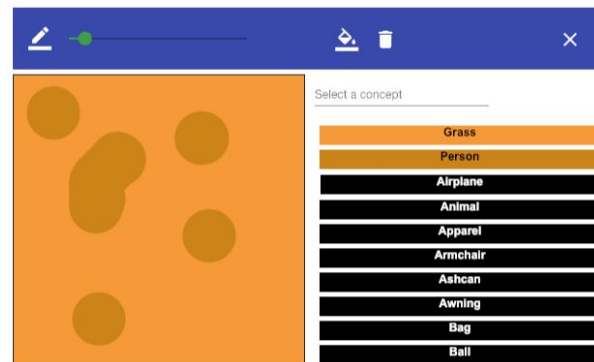 Select a concept
Grass
Person
Airplane
Animal
Apparel
Armchair
Ashcan
Awning
Bag
Ball